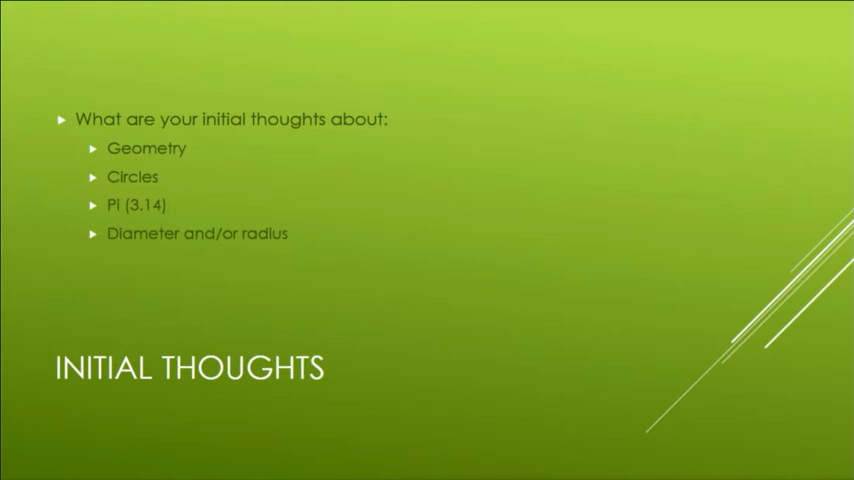 What are your initial thoughts about:
Geometry
Circles
Pi (3.14)
Diameter and/or radius
INITIAL THOUGHTS